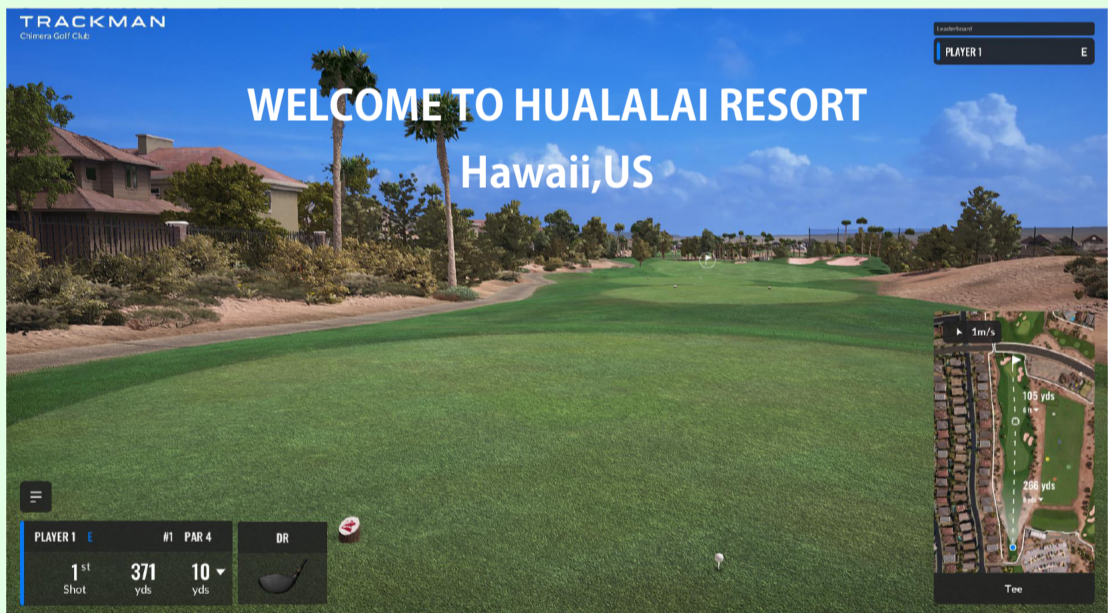 TRACKMAN
Chimera Golf Club
Leaderboard
PLAYER 1 E
WELCOME TO HUALALAI RESORT
Hawaii,US
1m/s
105 yds
266 yds
PLAYER 1 E #1 PAR 4
DR
1st 371 10
Shot yds yds
Tee